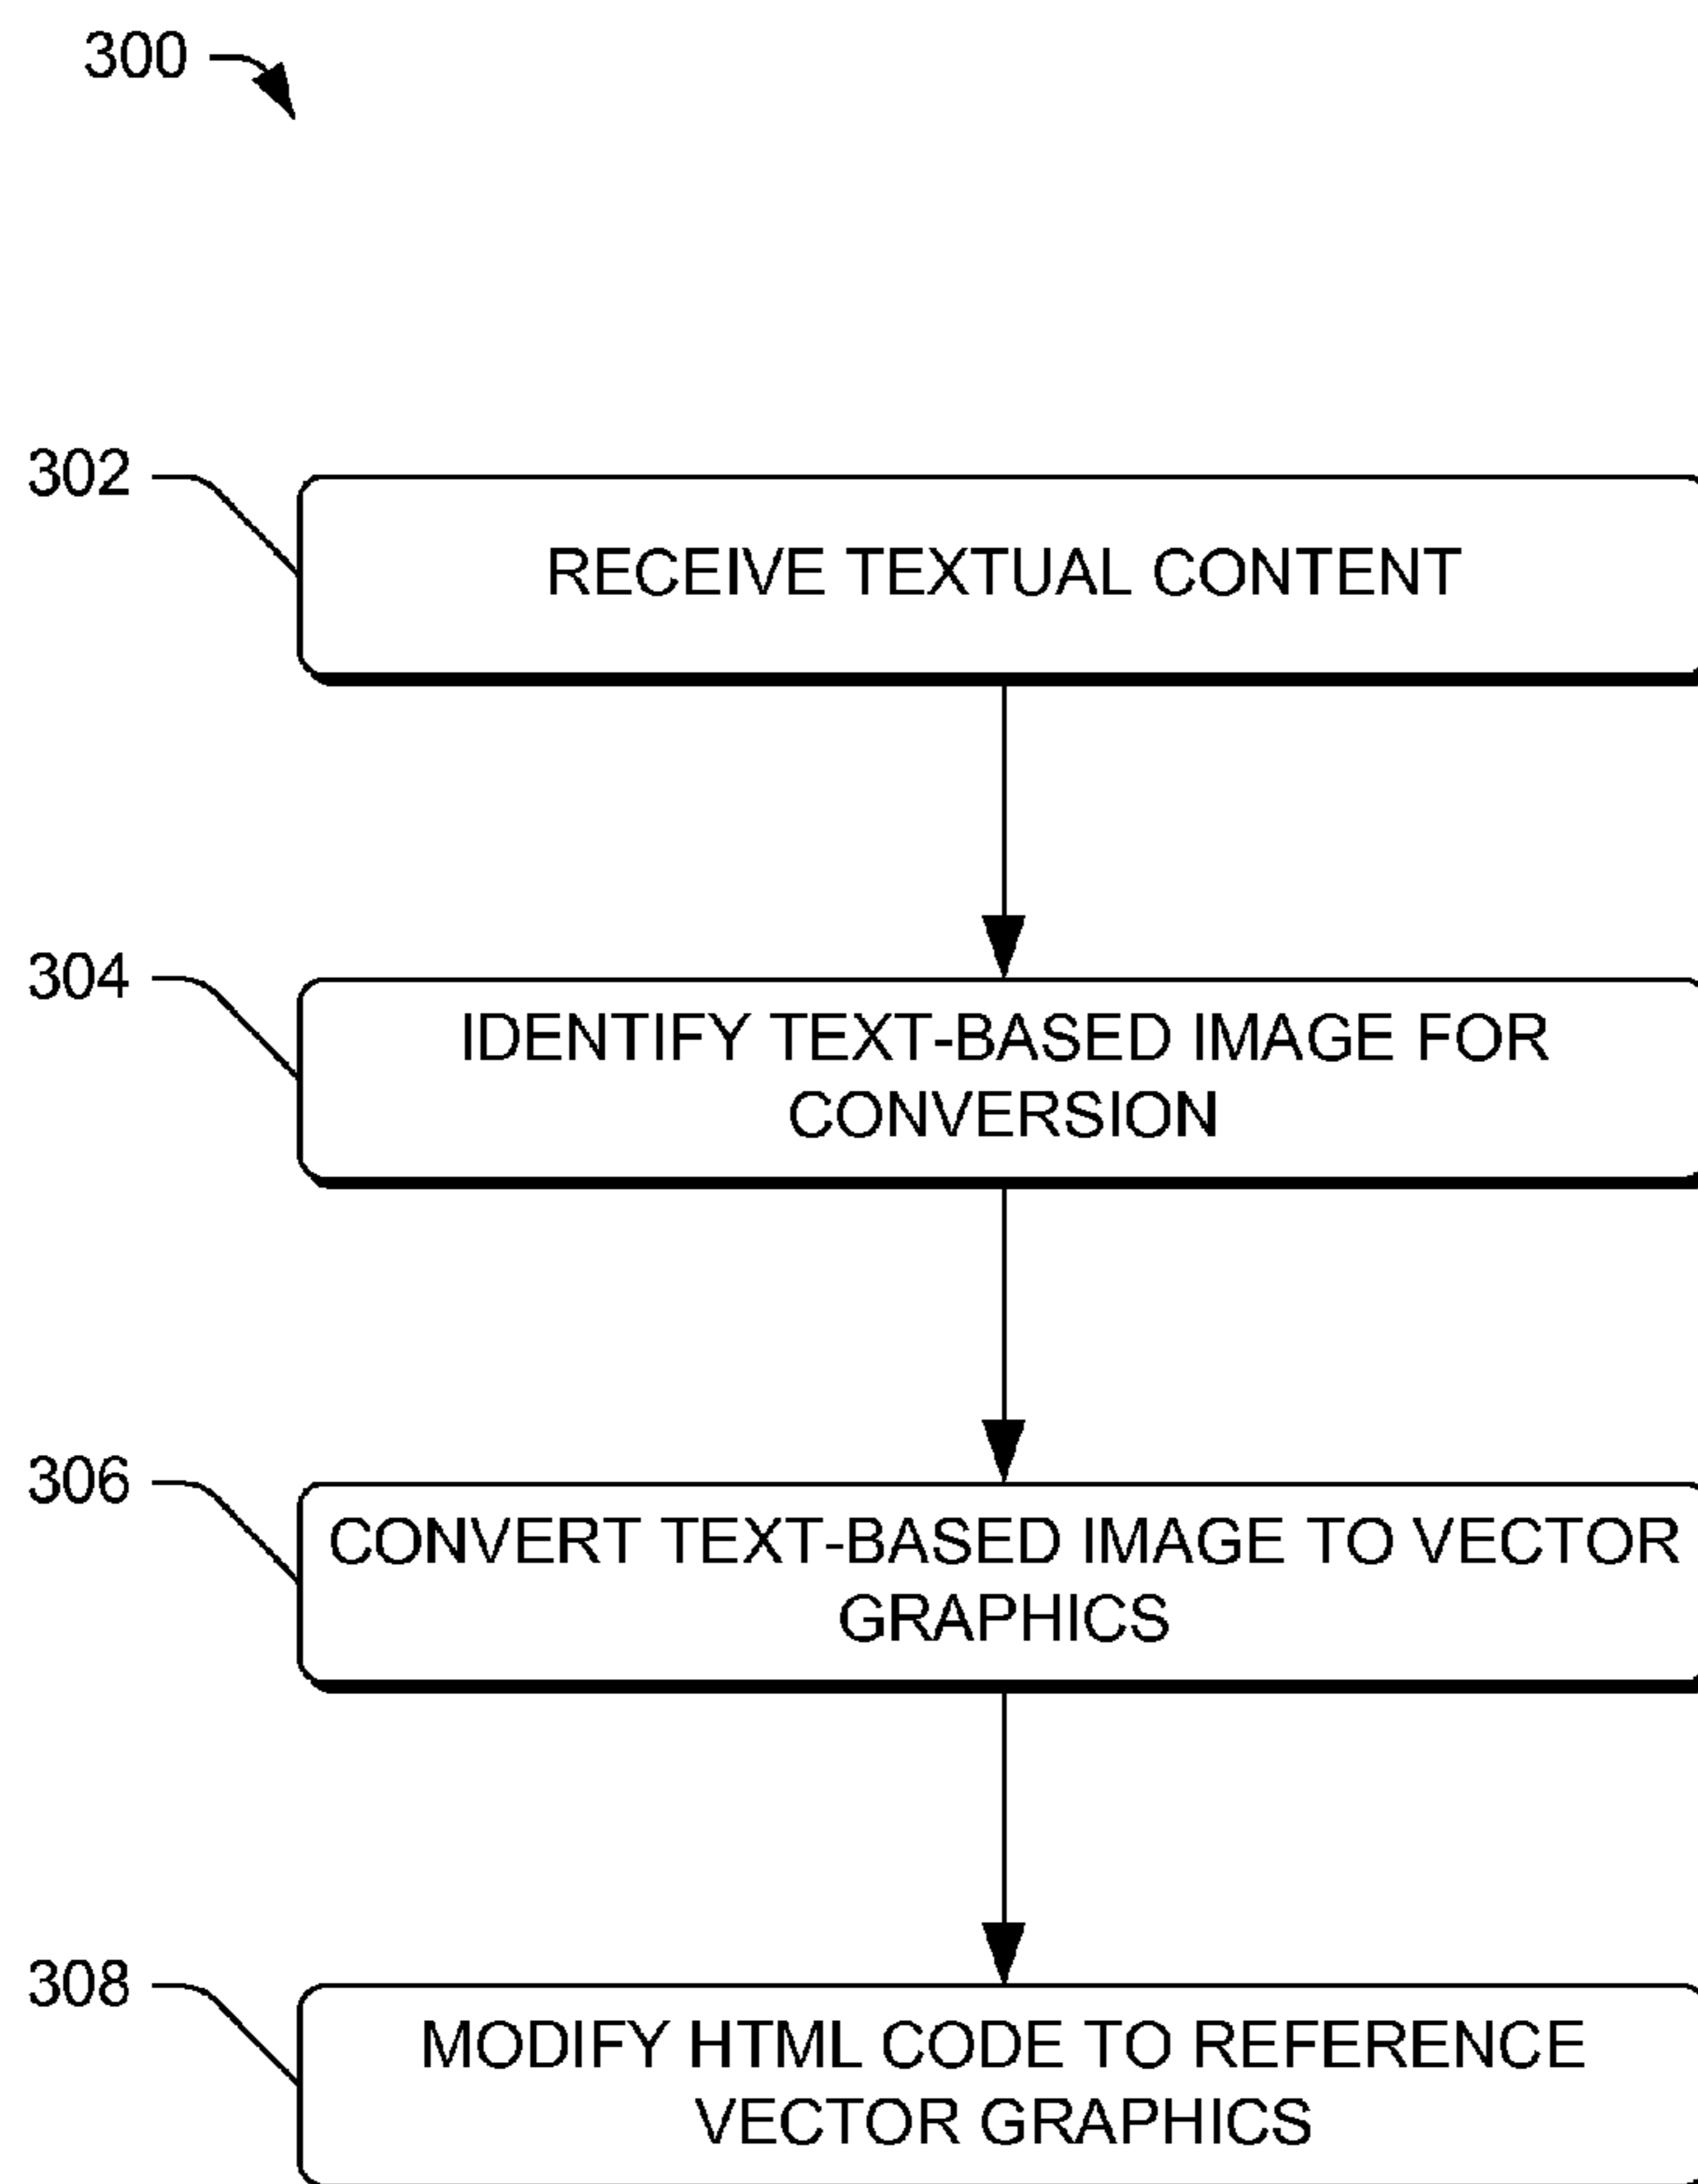 300
302
RECEIVE TEXTUAL CONTENT
304
IDENTIFY TEXT-BASED IMAGE FOR
CONVERSION
306
CONVERT TEXT-BASED IMAGE TO VECTOR
GRAPHICS
308
MODIFY HTML CODE TO REFERENCE
VECTOR GRAPHICS